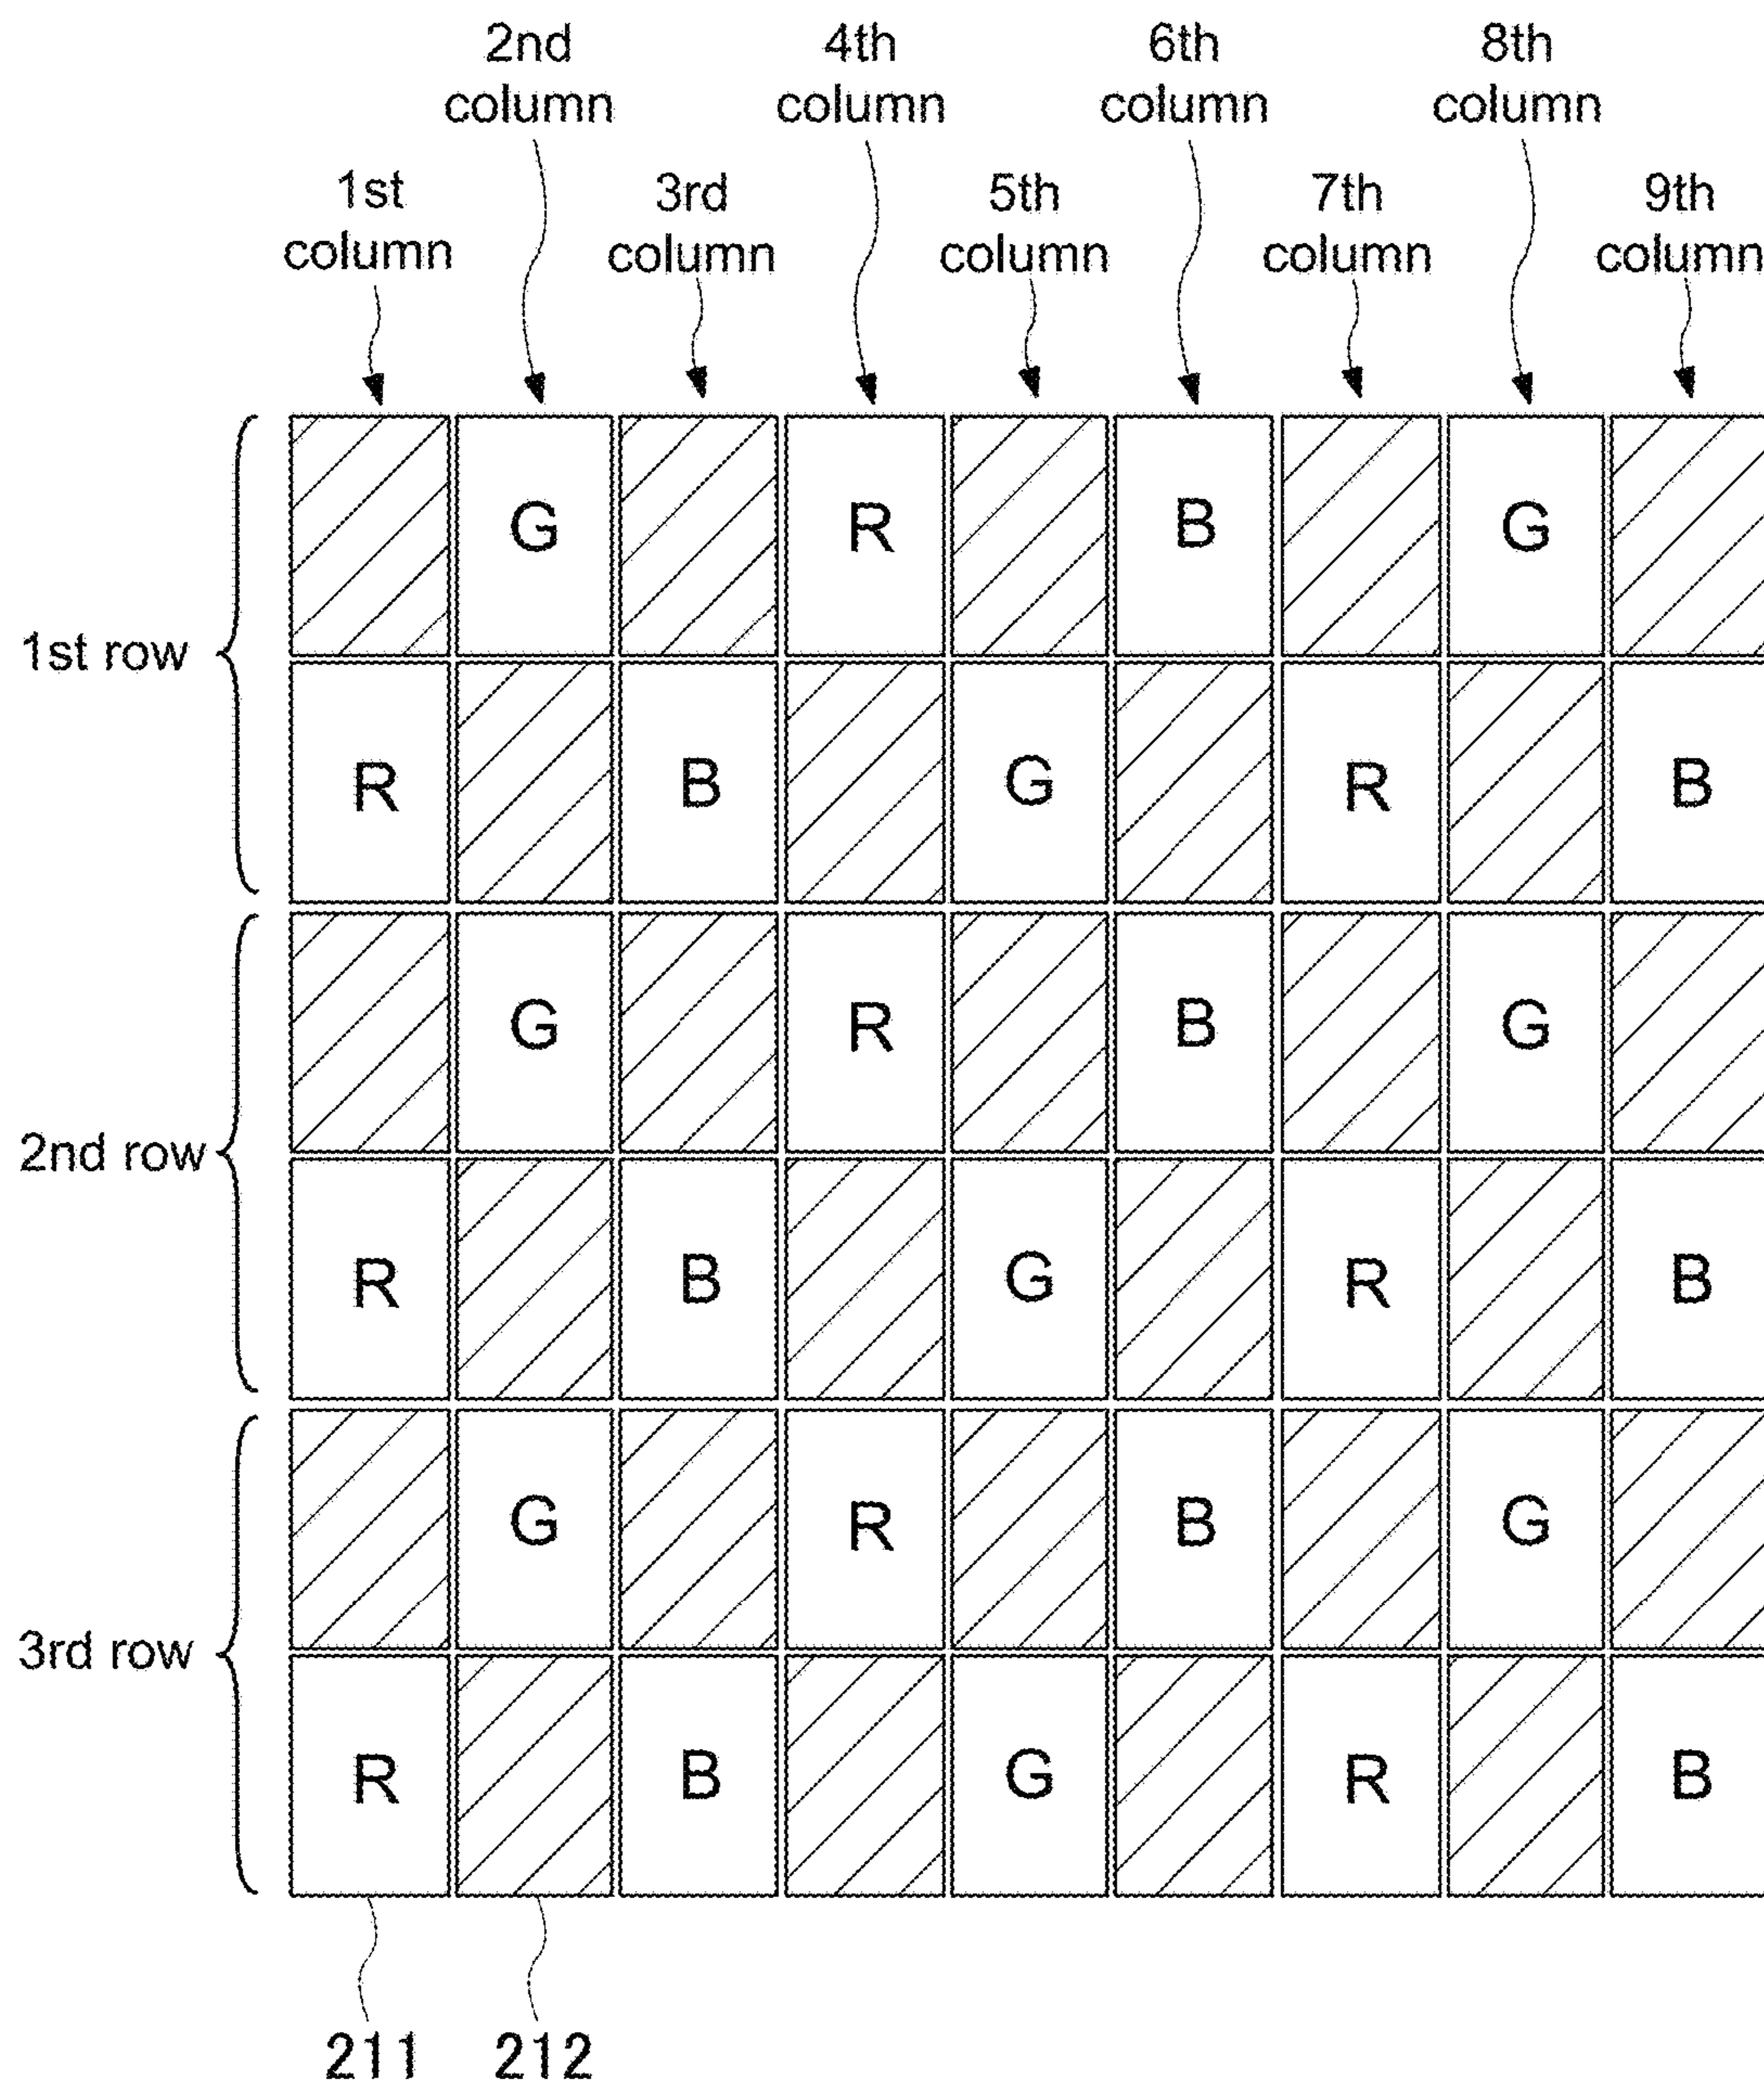 2nd column 4th column 6th column 8th column
1st column 3rd column 5th column 7th column 9th column
1st row
G R B G
R B G R B
2nd row
G R B G
R B G R B
3rd row
G R B G
R B G R B
211 212